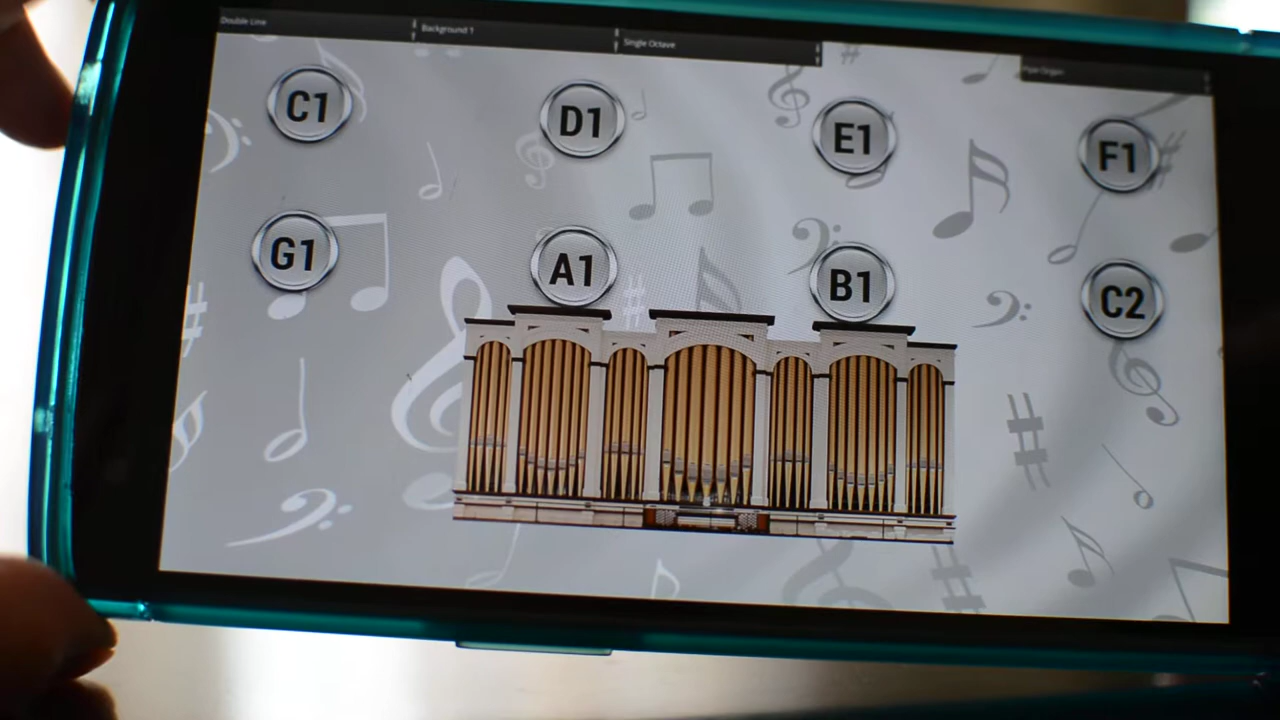 Double Line
Background 1
Single Octave
Pipe Organ
C1
D1
E1
F1
G1
A1
B1
C2